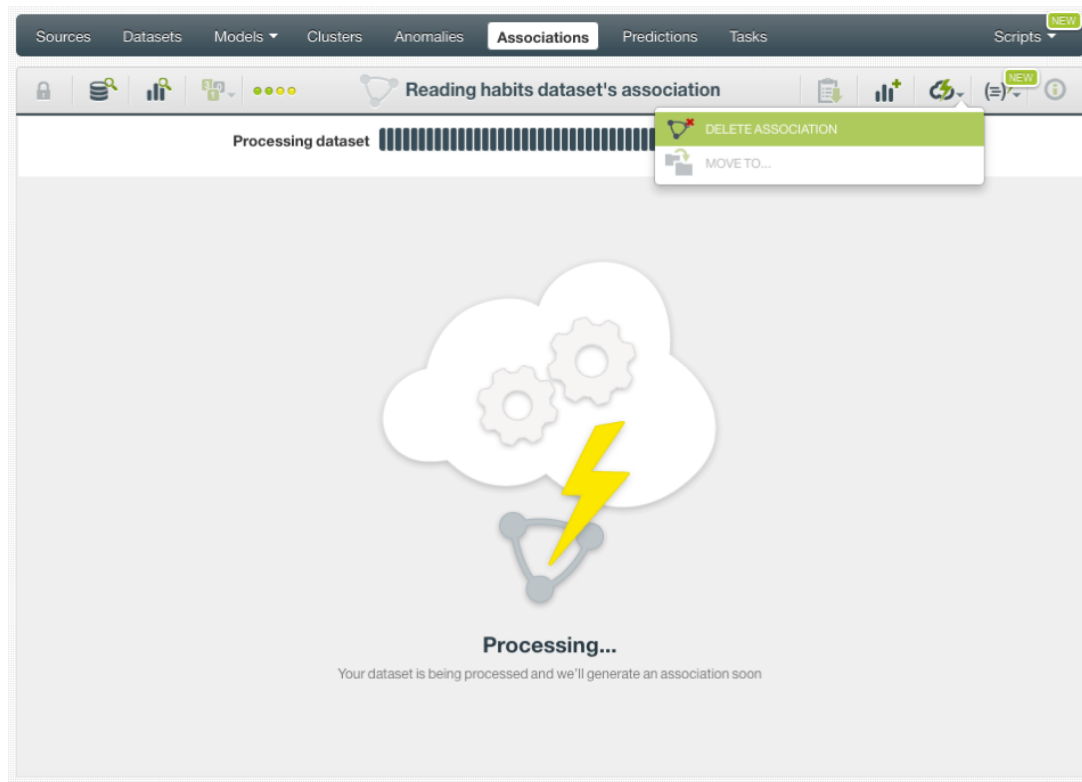 Sources Datasets Models Clusters Anomalies Associations Predictions Tasks Scripts NEW
Reading habits dataset's association NEW
Processing dataset
DELETE ASSOCIATION
MOVE TO...
Processing...
Your dataset is being processed and we'll generate an association soon